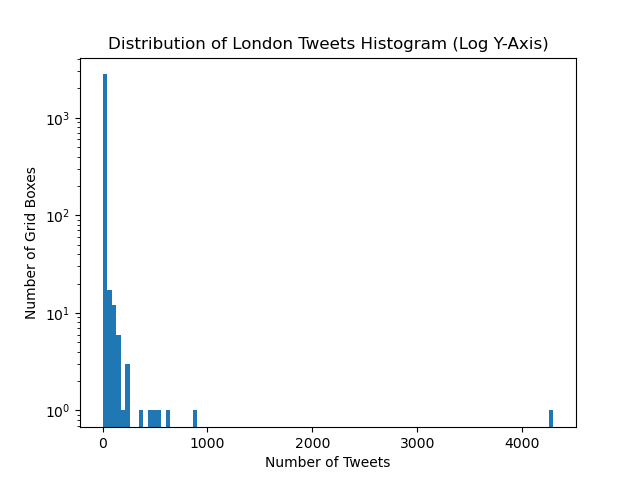 Distribution of London Tweets Histogram (Log Y-Axis)
Number of Grid Boxes
10³
10²
10¹
10⁰
0 1000 2000 3000 4000
Number of Tweets